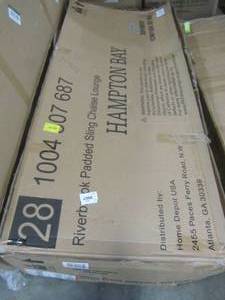 28
1004 007 687
Riverbrook Padded Sling Chaise Lounge
HAMPTON BAY
Distributed by:
Home Depot USA
2455 Paces Ferry Road, N.W.
Atlanta, GA 30339